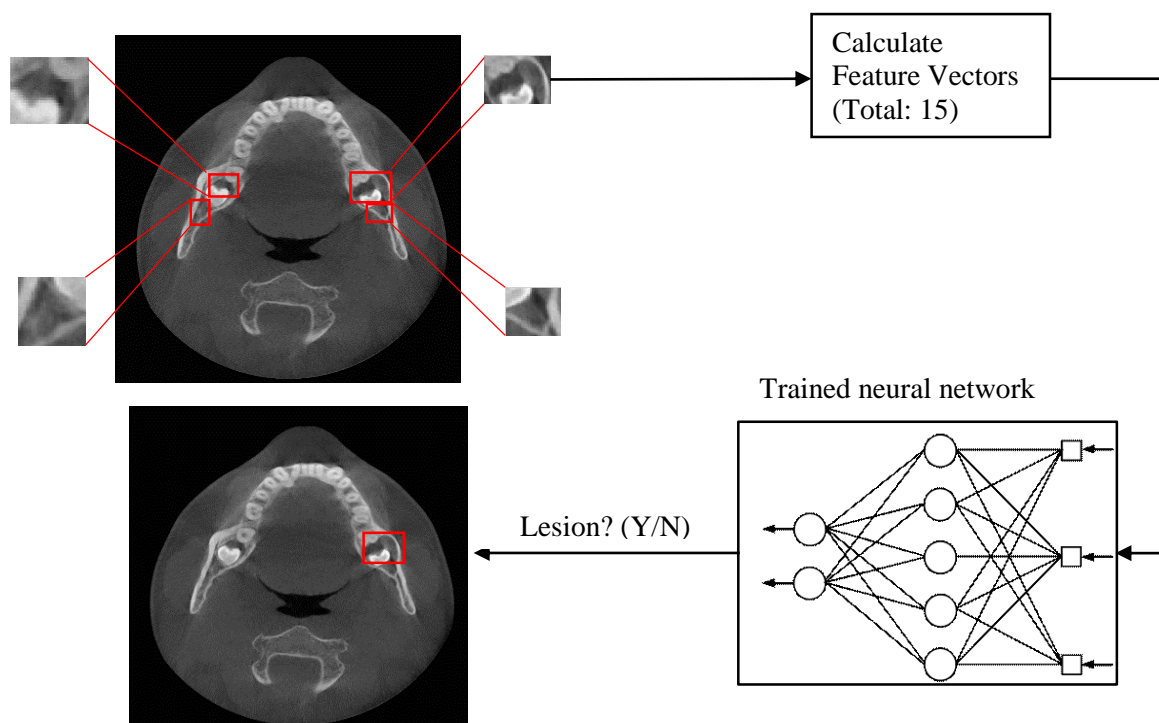 Calculate
Feature Vectors
(Total: 15)
Trained neural network
Lesion? (Y/N)